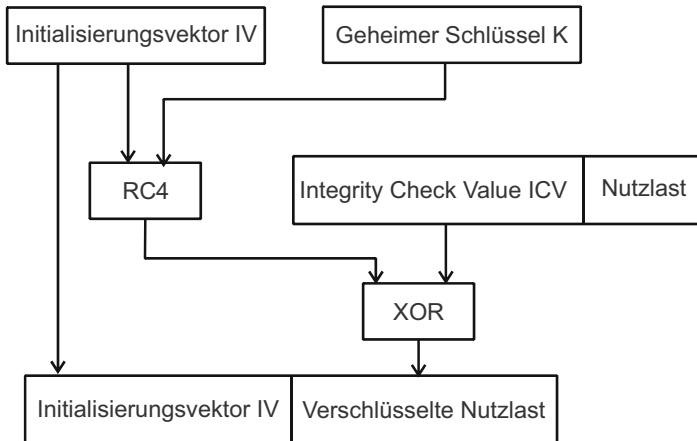 Initialisierungsvektor IV
Geheimer Schlüssel K
RC4
Integrity Check Value ICV
Nutzlast
XOR
Initialisierungsvektor IV
Verschlüsselte Nutzlast